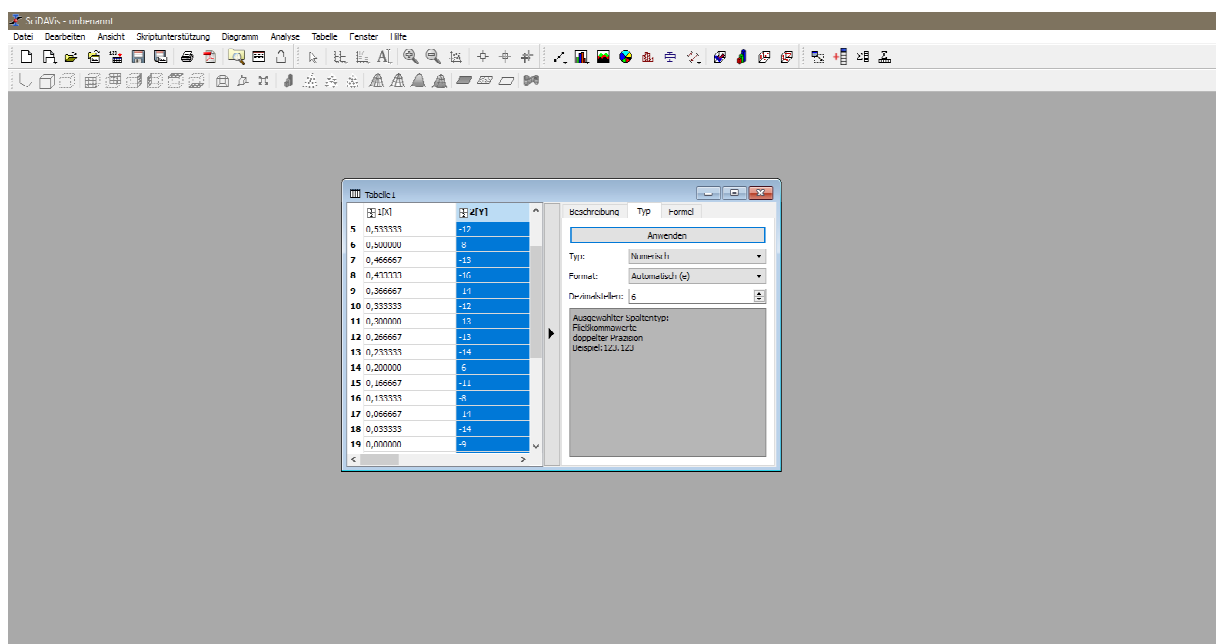 SciDAVis - unbenannt
Datei Bearbeiten Ansicht Skriptunterstützung Diagramm Analyse Tabelle Fenster Hilfe
Tabelle1
1[X] 2[Y]
Beschreibung Typ Formel
5 0,533333 -12
Anwenden
6 0,500000 8
7 0,466667 -13
Typ: Numerisch
8 0,433333 -16
Format: Automatisch (e)
9 0,366667 14
Dezimalstellen: 6
10 0,333333 -12
11 0,300000 13
12 0,266667 -13
13 0,233333 -14
14 0,200000 6
15 0,166667 -11
16 0,133333 -8
17 0,066667 14
18 0,033333 -14
19 0,000000 -9
Ausgewählter Spaltentyp:
Fließkommawerte
doppelter Präzision
Beispiel: 123,123